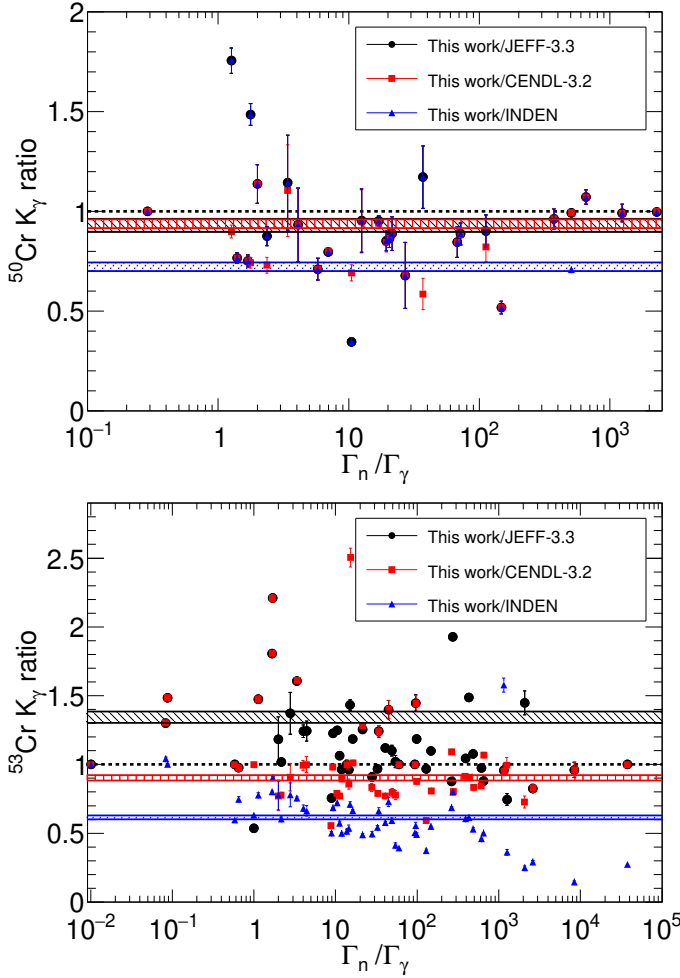 2
1.5
1
0.5
0
⁵⁰Cr K_γ ratio
This work/JEFF-3.3
This work/CENDL-3.2
This work/INDEN
10⁻¹ 1 10 10² 10³
Γₙ/Γ_γ
2.5
2
1.5
1
0.5
0
⁵³Cr K_γ ratio
This work/JEFF-3.3
This work/CENDL-3.2
This work/INDEN
10⁻² 10⁻¹ 1 10 10² 10³ 10⁴ 10⁵
Γₙ/Γ_γ